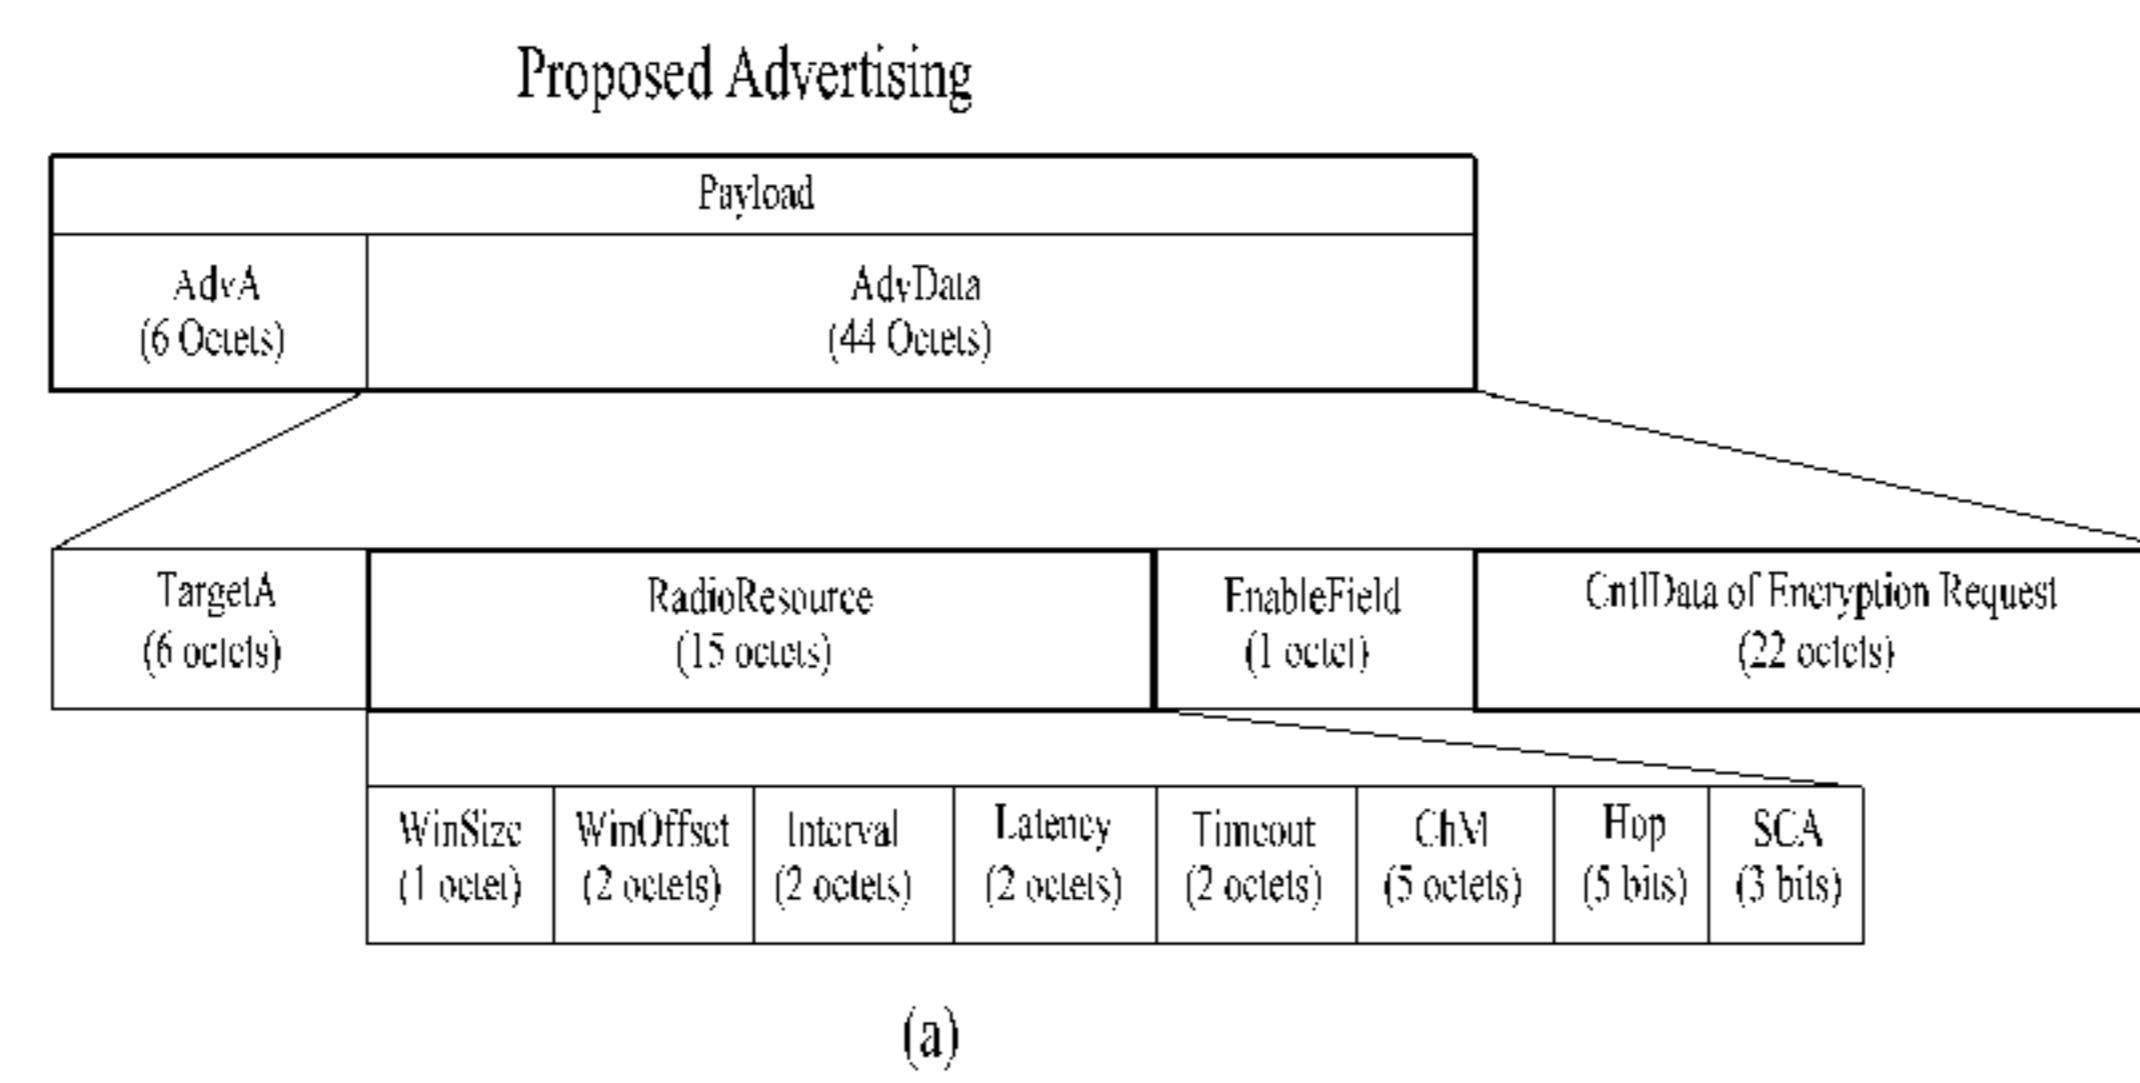 Proposed Advertising
Payload
AdvA
(6 Octets)
AdvData
(44 Octets)
TargetA
(6 octets)
RadioResource
(15 octets)
EnableField
(1 octet)
CntlData of Encryption Request
(22 octets)
WinSize
(1 octet)
WinOffset
(2 octets)
Interval
(2 octets)
Latency
(2 octets)
Timeout
(2 octets)
ChM
(5 octets)
Hop
(5 bits)
SCA
(3 bits)
(a)